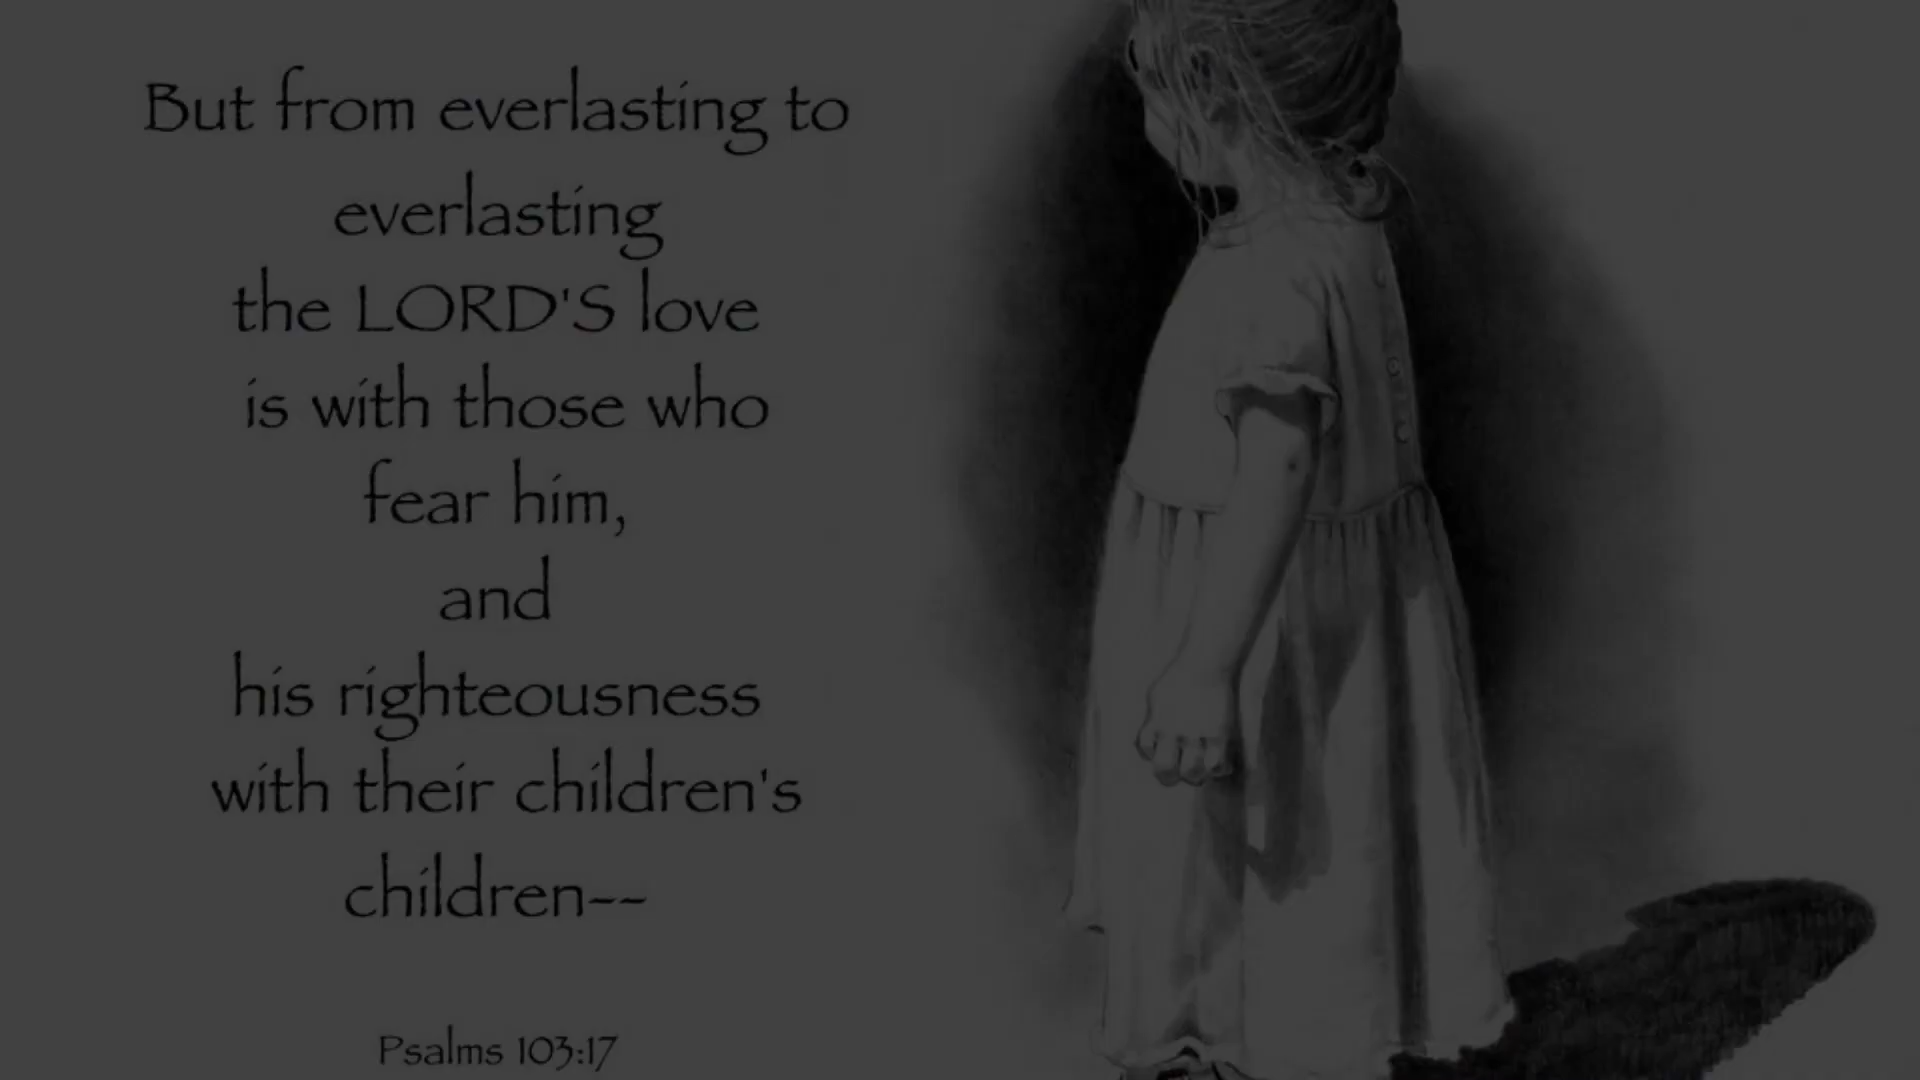 But from everlasting to
everlasting
the LORD'S love
is with those who
fear him,
and
his righteousness
with their children's
children--
Psalms 103:17